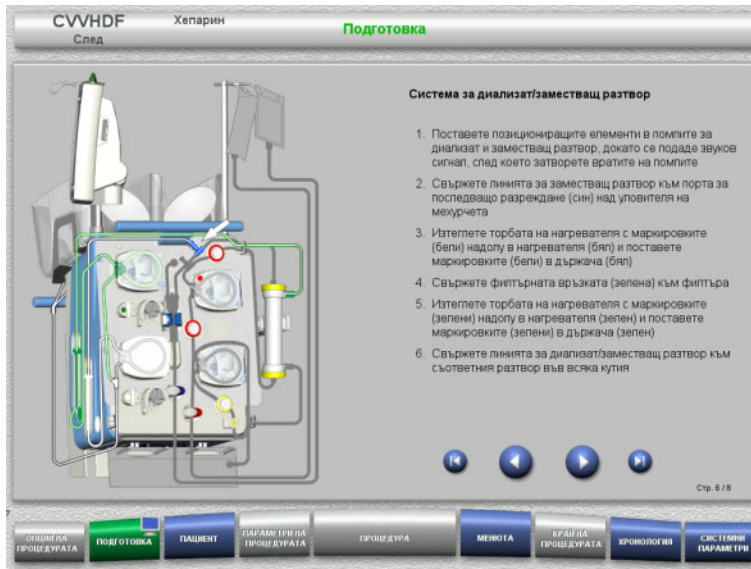 CVVHDF
Хепарин
След
Подготовка
Система за диализат/заместващ разтвор
1. Поставете позициониращите елементи в помпите за
диализат и заместващ разтвор, докато се подаде звуков
сигнал, след което затворете вратите на помпите
2. Свържете линията за заместващ разтвор към порта за
последващо разреждане (син) над уловителя на
мехурчета
3. Изтеглете торбата на нагревателя с маркировките
(бели) надолу в нагревателя (бял) и поставете
маркировките (бели) в държача (бял)
4. Свържете филтърната връзката (зелена) към филтъра
5. Изтеглете торбата на нагревателя с маркировките
(зелени) надолу в нагревателя (зелен) и поставете
маркировките (зелени) в държача (зелен)
6. Свържете линията за диализат/заместващ разтвор към
съответния разтвор във всяка кутия
Стр. 6 / 8
ОПЦИИ НА
ПРОЦЕДУРАТА
ПОДГОТОВКА
ПАЦИЕНТ
ПАРАМЕТРИ НА
ПРОЦЕДУРАТА
ПРОЦЕДУРА
МЕНЮТА
КРАЙ НА
ПРОЦЕДУРАТА
ХРОНОЛОГИЯ
СИСТЕМНИ
ПАРАМЕТРИ